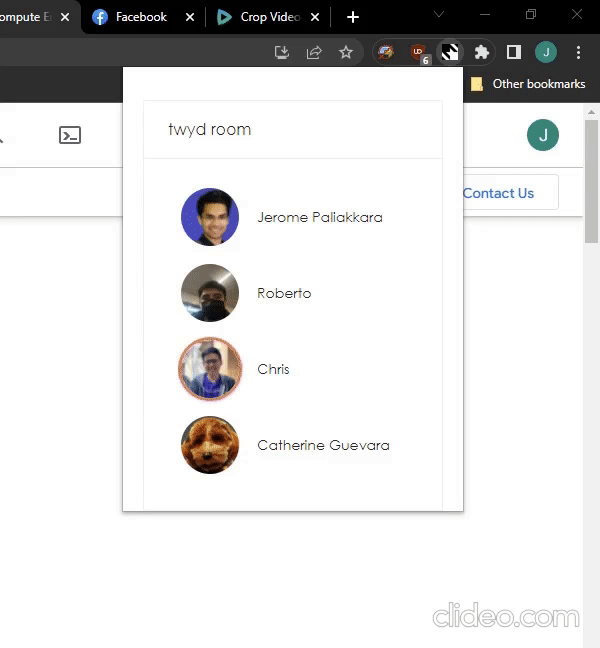 ompute E
Facebook
Crop Video
UD
6
J
Other bookmarks
J
Contact Us
twyd room
Jerome Paliakkara
Roberto
Chris
Catherine Guevara
clideo.com